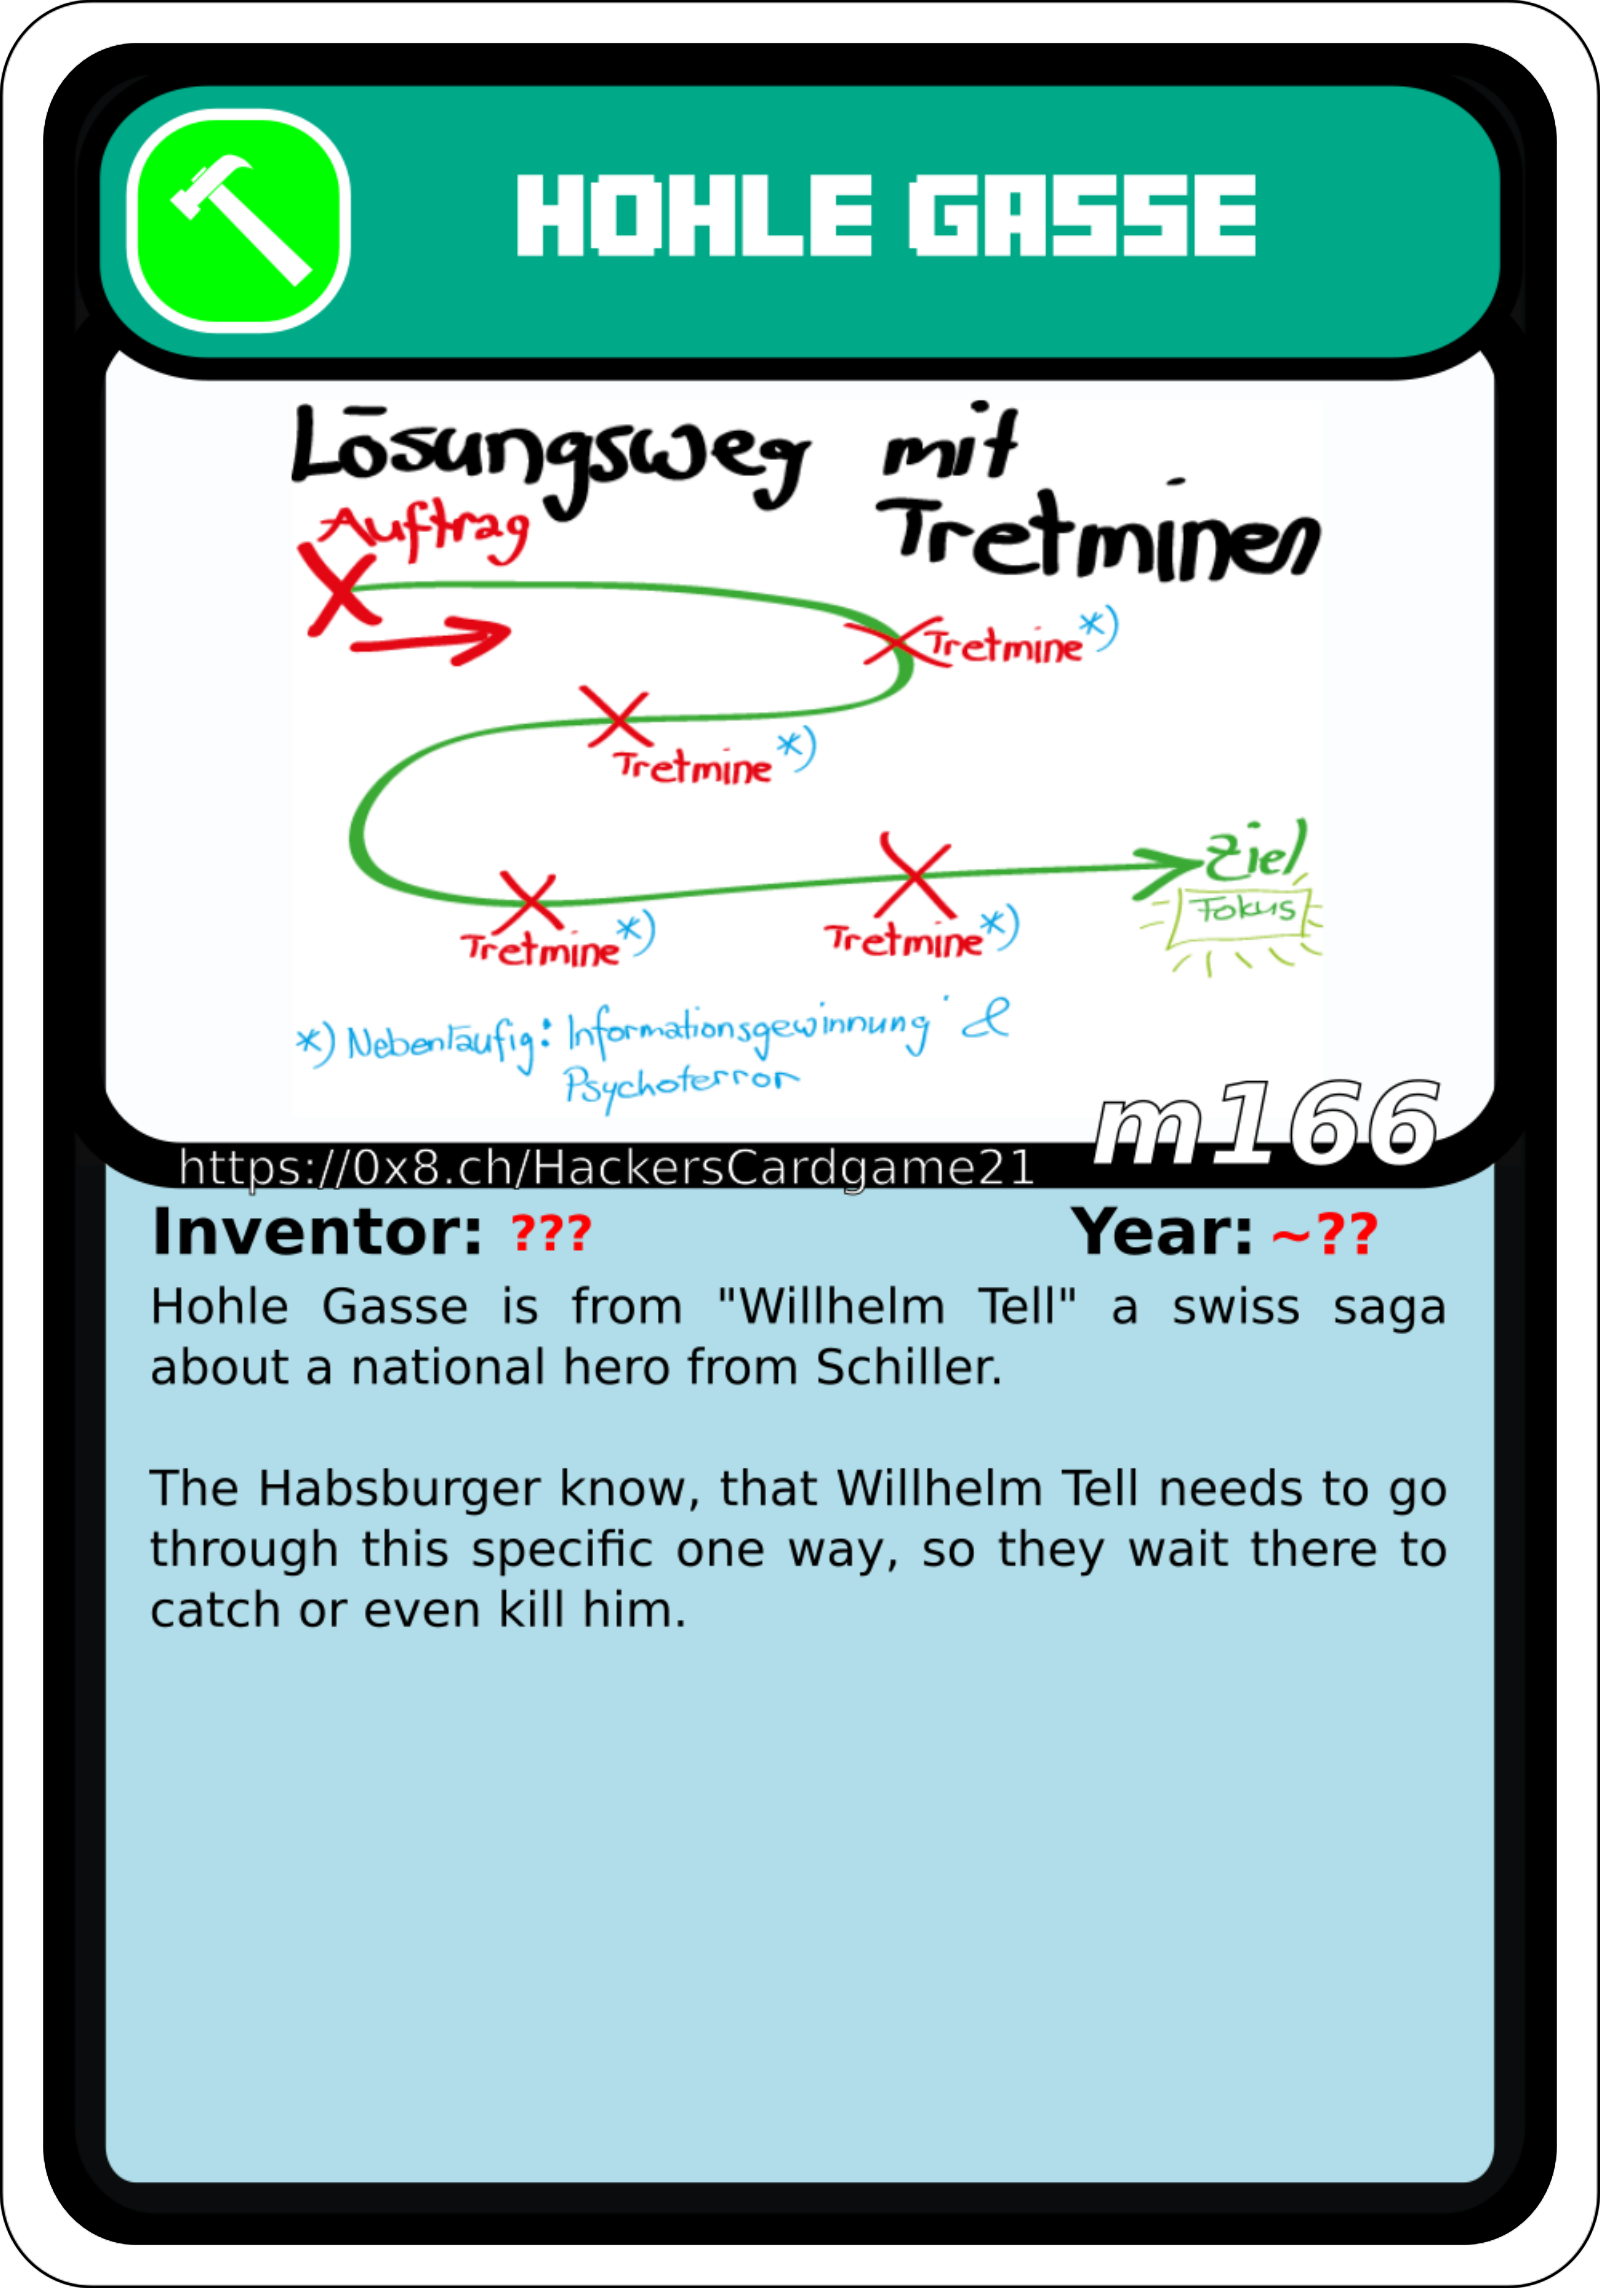 HOHLE GASSE
Lösungsweg mit
Tretminen
Auftrag
Tretmine *)
Tretmine *)
Ziel
Fokus
Tretmine *)
Tretmine *)
*) Nebenläufig: Informationsgewinnung &
Psychoterror
m166
https://0x8.ch/HackersCardgame21
Inventor: ??? Year: ~??
Hohle Gasse is from "Willhelm Tell" a swiss saga
about a national hero from Schiller.
The Habsburger know, that Willhelm Tell needs to go
through this specific one way, so they wait there to
catch or even kill him.